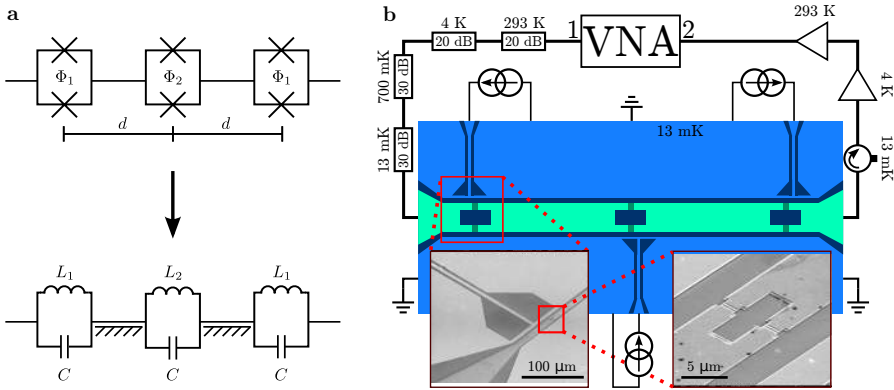 a
Φ1
Φ2
Φ1
d
d
L1
L2
L1
C
C
C
b
4 K
20 dB
293 K
20 dB
1
VNA
2
293 K
4 K
700 mK
30 dB
13 mK
30 dB
13 mK
13 mK
100 μm
5 μm